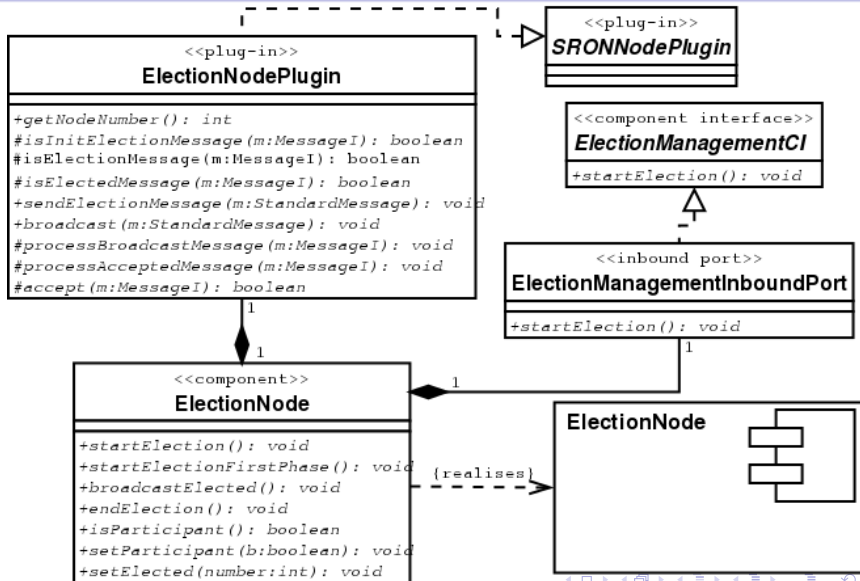 <<plug-in>>
ElectionNodePlugin
+getNodeNumber(): int
#isInitElectionMessage(m:MessageI): boolean
#isElectionMessage(m:MessageI): boolean
#isElectedMessage(m:MessageI): boolean
+sendElectionMessage(m:StandardMessage): void
+broadcast(m:StandardMessage): void
#processBroadcastMessage(m:MessageI): void
#processAcceptedMessage(m:MessageI): void
#accept(m:MessageI): boolean
<<plug-in>>
SRONNodePlugin
<<component interface>>
ElectionManagementCI
+startElection(): void
<<inbound port>>
ElectionManagementInboundPort
+startElection(): void
1
1
1
1
<<component>>
ElectionNode
+startElection(): void
+startElectionFirstPhase(): void
+broadcastElected(): void
+endElection(): void
+isParticipant(): boolean
+setParticipant(b:boolean): void
+setElected(number:int): void
{realises}
ElectionNode